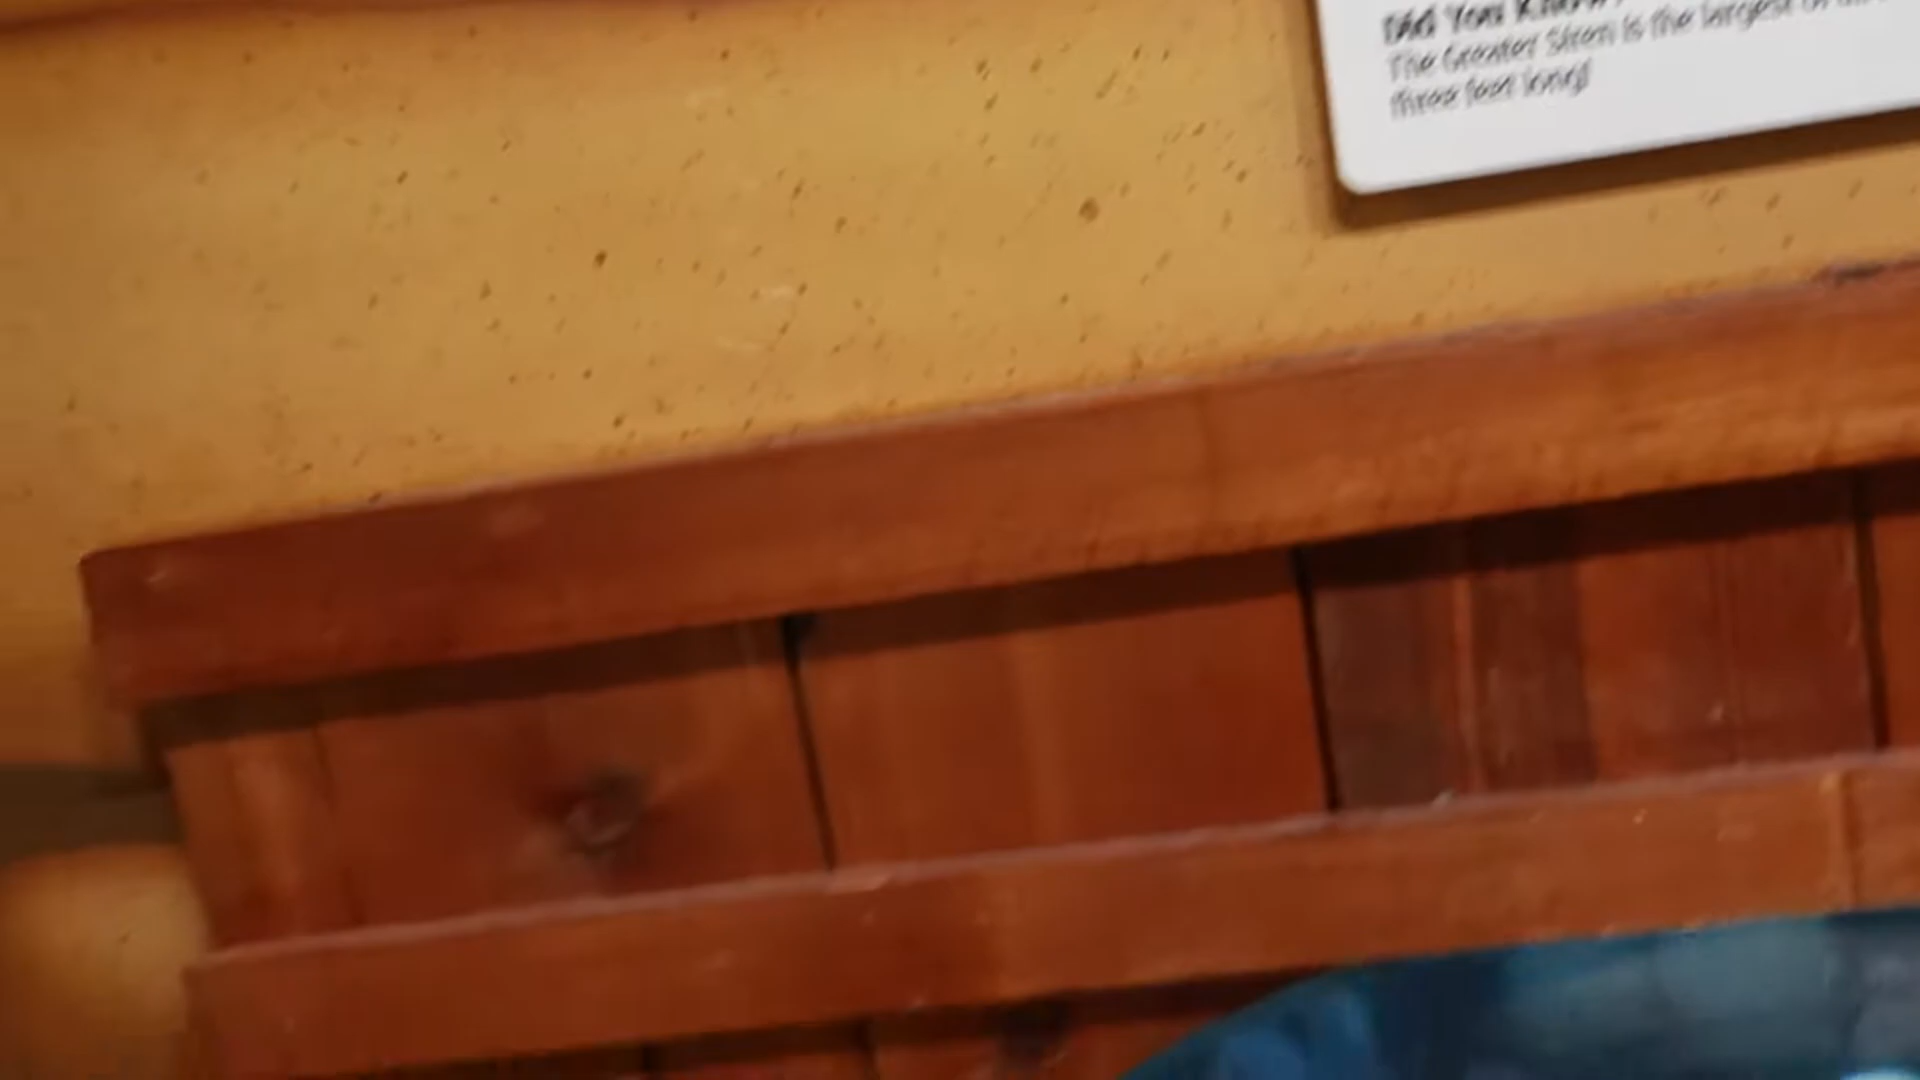 Did You Know?
The Greater Siren is the largest of
three feet long!